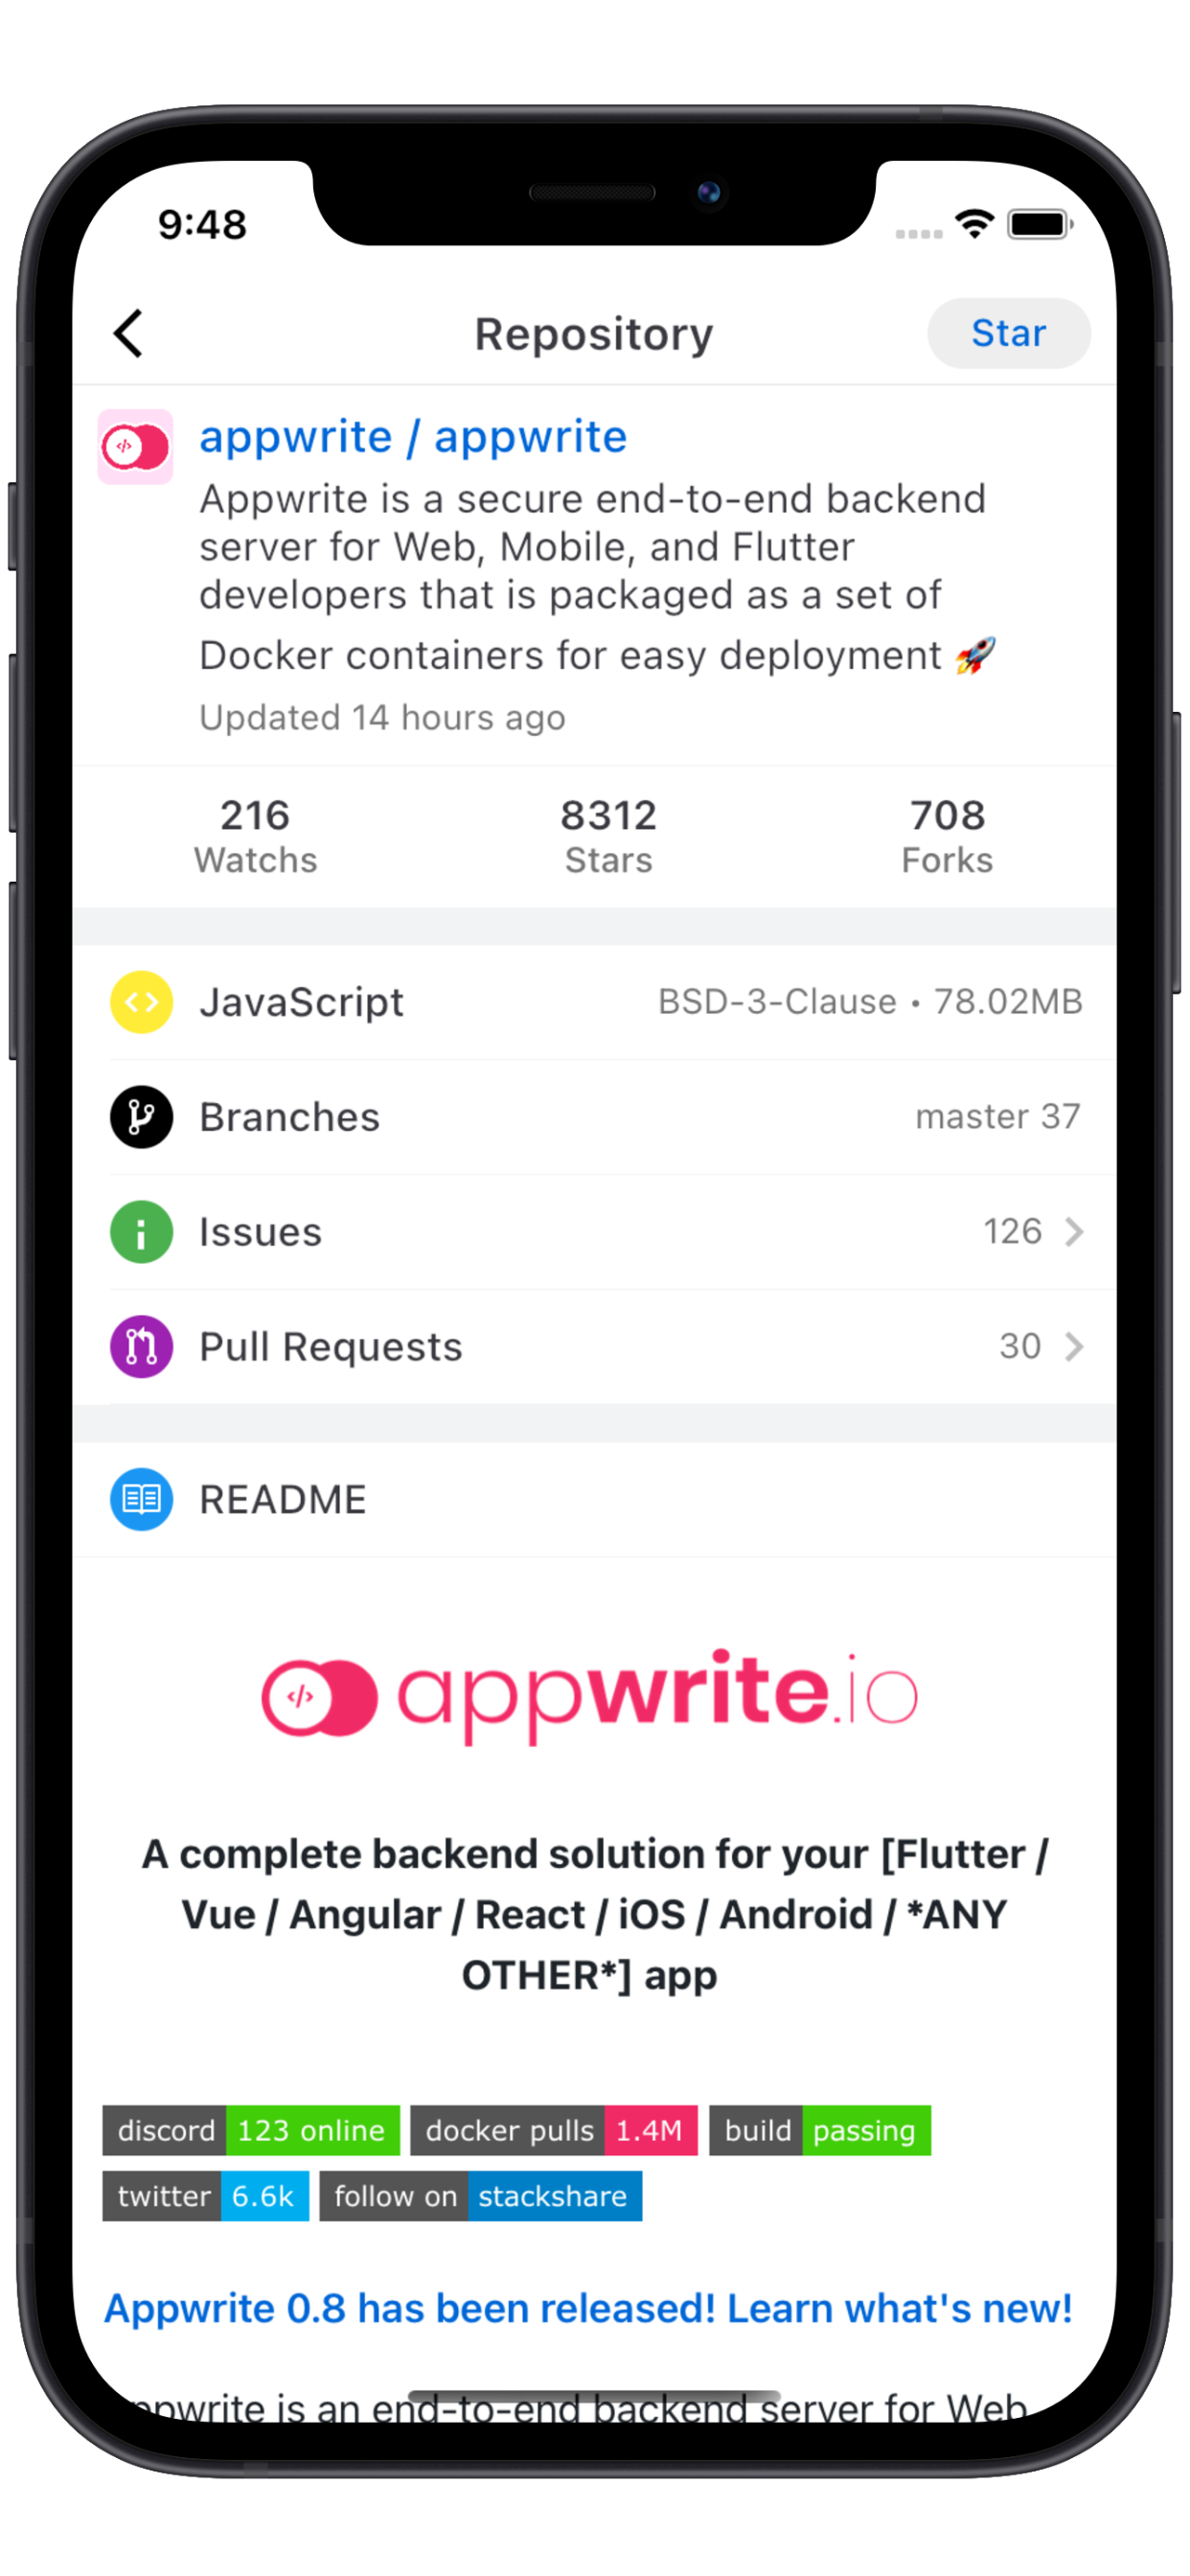 9:48
Repository
Star
appwrite / appwrite
Appwrite is a secure end-to-end backend
server for Web, Mobile, and Flutter
developers that is packaged as a set of
Docker containers for easy deployment 🚀
Updated 14 hours ago
216 8312 708
Watchs Stars Forks
JavaScript BSD-3-Clause • 78.02MB
Branches master 37
Issues 126
Pull Requests 30
README
</> appwrite.io
A complete backend solution for your [Flutter /
Vue / Angular / React / iOS / Android / *ANY
OTHER*] app
discord 123 online docker pulls 1.4M build passing
twitter 6.6k follow on stackshare
Appwrite 0.8 has been released! Learn what's new!
Appwrite is an end-to-end backend server for Web